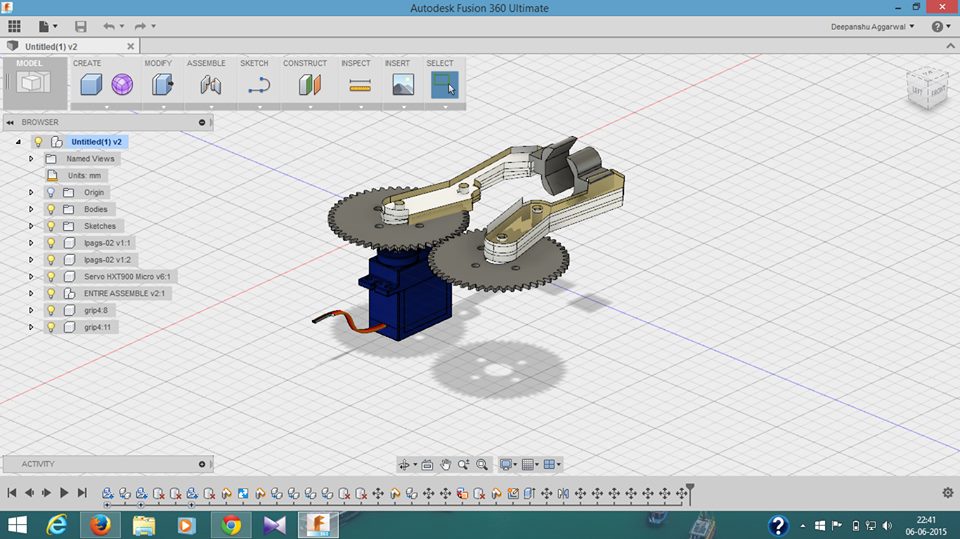 Autodesk Fusion 360 Ultimate
Deepanshu Aggarwal
Untitled(1) v2
MODEL
CREATE
MODIFY
ASSEMBLE
SKETCH
CONSTRUCT
INSPECT
INSERT
SELECT
LEFT
FRONT
BROWSER
Untitled(1) v2
Named Views
Units: mm
Origin
Bodies
Sketches
lpags-02 v1:1
lpags-02 v1:2
Servo HXT900 Micro v6:1
ENTIRE ASSEMBLE v2:1
grip4:8
grip4:11
ACTIVITY
22:41
06-06-2015